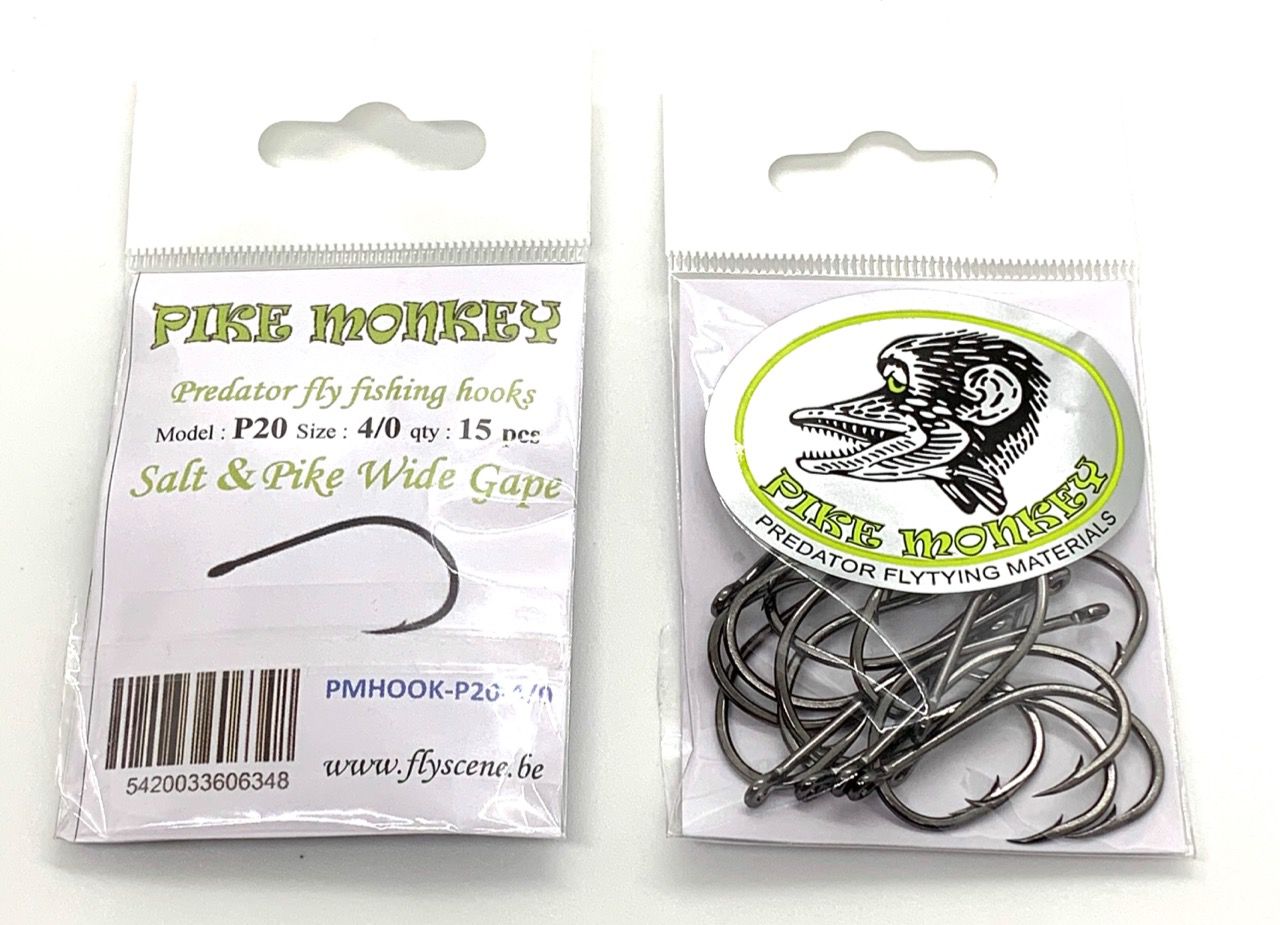 PIKE MONKEY
Predator fly fishing hooks
Model : P20 Size : 4/0 qty : 15 pcs
Salt & Pike Wide Gape
PMHOOK-P20-4/0
www.flyscene.be
5420033606348
PIKE MONKEY
PREDATOR FLYTYING MATERIALS